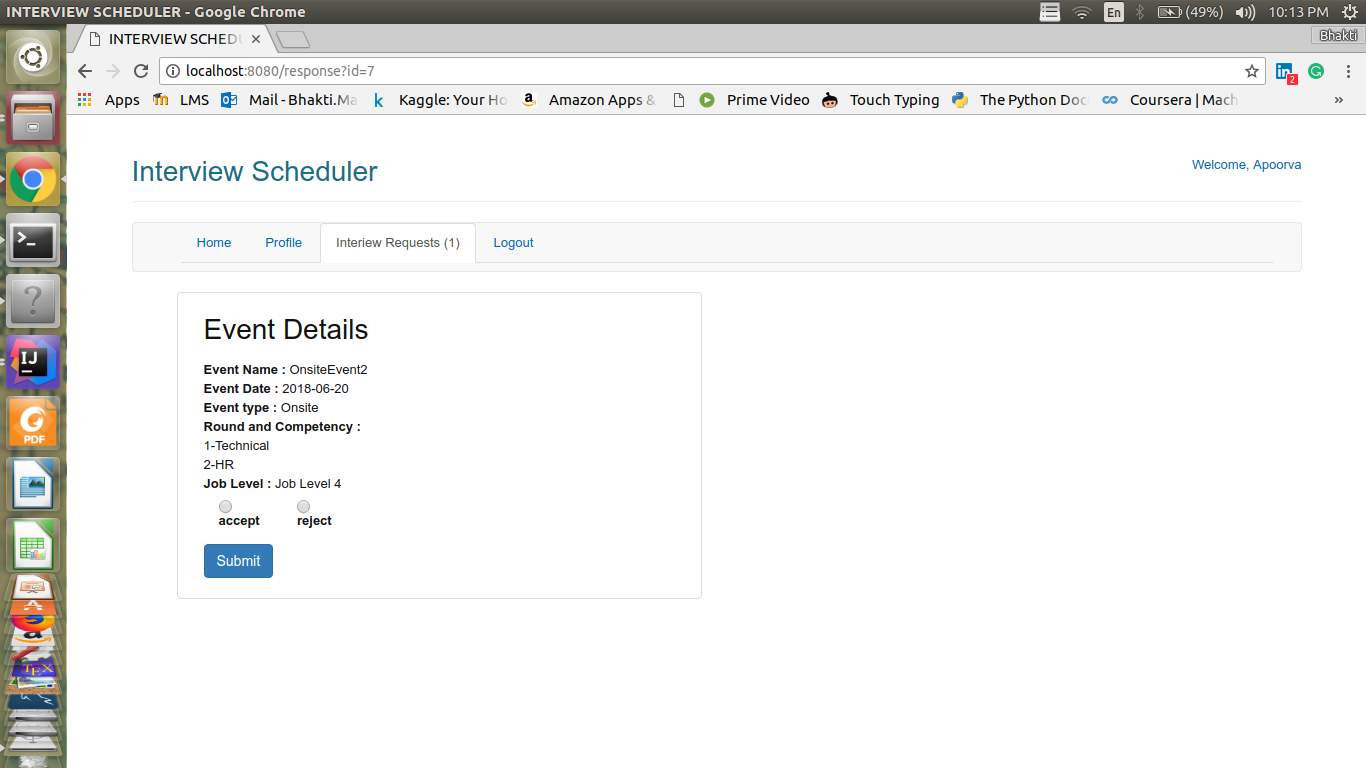 INTERVIEW SCHEDULER - Google Chrome
En
(49%)
10:13 PM
INTERVIEW SCHEDU
Bhakti
localhost:8080/response?id=7
2
Apps
LMS
Mail - Bhakti.Ma
Kaggle: Your Ho
Amazon Apps &
Prime Video
Touch Typing
The Python Doc
Coursera | Mach
»
Interview Scheduler
Welcome, Apoorva
Home
Profile
Interiew Requests (1)
Logout
Event Details
Event Name : OnsiteEvent2
Event Date : 2018-06-20
Event type : Onsite
Round and Competency :
1-Technical
2-HR
Job Level : Job Level 4
accept
reject
Submit
IJ
PDF
TEX